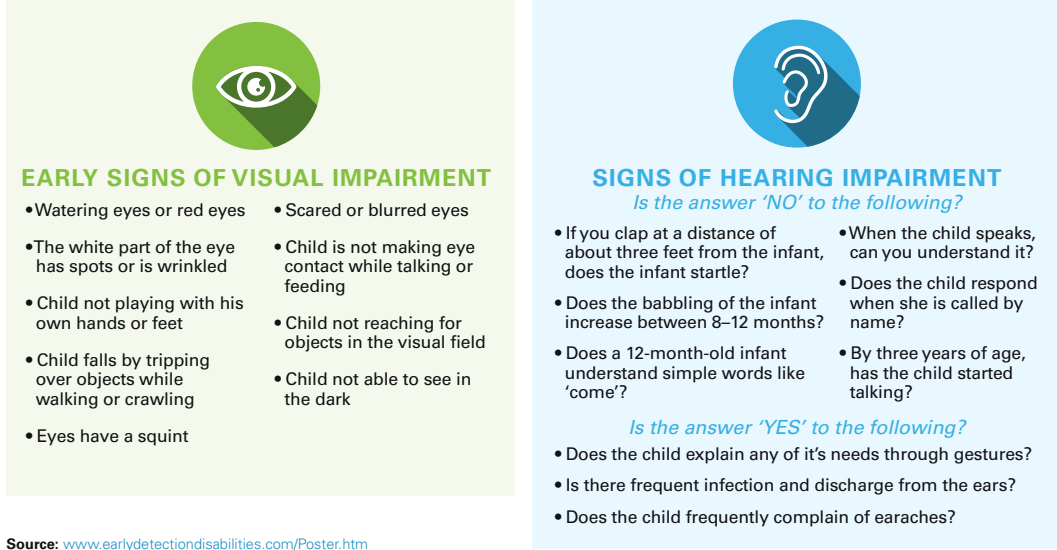 EARLY SIGNS OF VISUAL IMPAIRMENT
•Watering eyes or red eyes
•The white part of the eye
has spots or is wrinkled
• Child not playing with his
own hands or feet
• Child falls by tripping
over objects while
walking or crawling
• Eyes have a squint
• Scared or blurred eyes
• Child is not making eye
contact while talking or
feeding
• Child not reaching for
objects in the visual field
• Child not able to see in
the dark
SIGNS OF HEARING IMPAIRMENT
Is the answer ‘NO’ to the following?
• If you clap at a distance of
about three feet from the infant,
does the infant startle?
• Does the babbling of the infant
increase between 8–12 months?
• Does a 12-month-old infant
understand simple words like
‘come’?
•When the child speaks,
can you understand it?
• Does the child respond
when she is called by
name?
• By three years of age,
has the child started
talking?
Is the answer ‘YES’ to the following?
• Does the child explain any of it’s needs through gestures?
• Is there frequent infection and discharge from the ears?
• Does the child frequently complain of earaches?
Source: www.earlydetectiondisabilities.com/Poster.htm